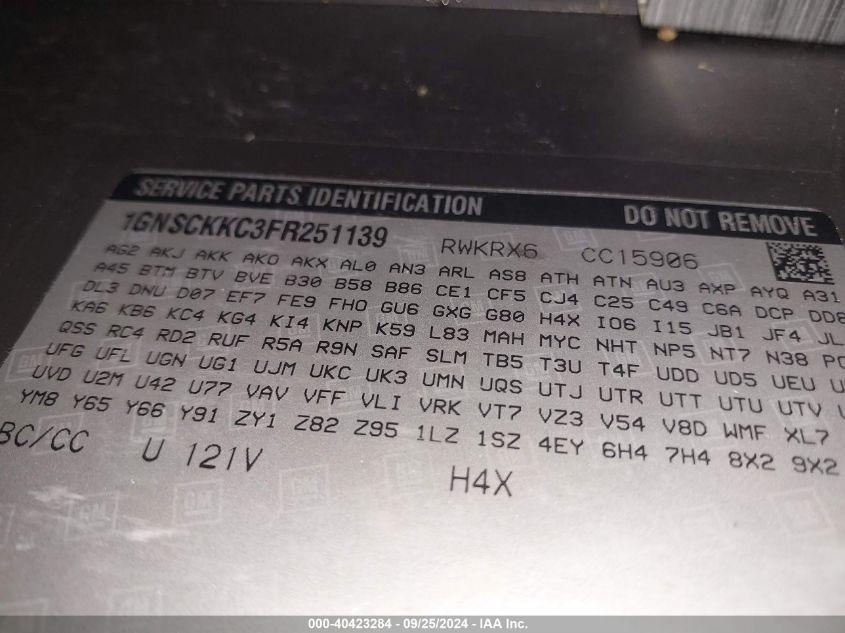 SERVICE PARTS IDENTIFICATION DO NOT REMOVE
1GNSCKKC3FR251139 RWKRX6 CC15906
AG2 AKJ AKK AKO AKX AL0 AN3 ARL AS8 ATH ATN AU3 AXP AYQ A31
A45 BTM BTV BVE B30 B58 B86 CE1 CF5 CJ4 C25 C49 C6A DCP DD8
DL3 DNU D07 EF7 FE9 FHO GU6 GXG G80 H4X I06 I15 JB1 JF4 JL
KA6 KB6 KC4 KG4 KI4 KNP K59 L83 MAH MYC NHT NP5 NT7 N38 PC
QSS RC4 RD2 RUF R5A R9N SAF SLM TB5 T3U T4F UDD UD5 UEU
UFG UFL UGN UG1 UJM UKC UK3 UMN UQS UTJ UTR UTT UTU UTV
UVD U2M U42 U77 VAV VFF VLI VRK VT7 VZ3 V54 V8D WMF XL7
YM8 Y65 Y66 Y91 ZY1 Z82 Z95 1LZ 1SZ 4EY 6H4 7H4 8X2 9X2
BC/CC U 121V H4X
000-40423284 - 09/25/2024 - IAA Inc.